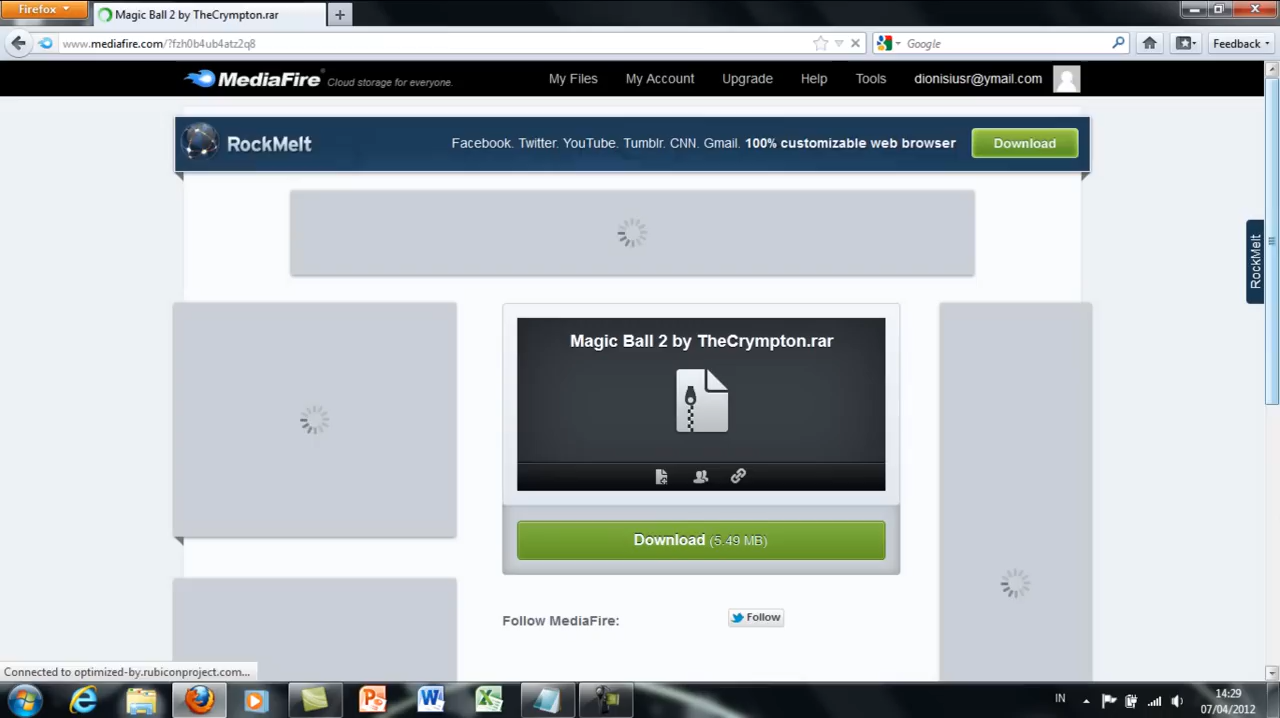 Firefox
Magic Ball 2 by TheCrympton.rar
www.mediafire.com/?fzh0b4ub4atz2q8
Google
Feedback
MediaFire
Cloud storage for everyone.
My Files
My Account
Upgrade
Help
Tools
dionisiusr@ymail.com
RockMelt
Facebook. Twitter. YouTube. Tumblr. CNN. Gmail. 100% customizable web browser
Download
RockMelt
Magic Ball 2 by TheCrympton.rar
Download (5.49 MB)
Follow MediaFire:
Follow
Connected to optimized-by.rubiconproject.com...
IN
14:29
07/04/2012